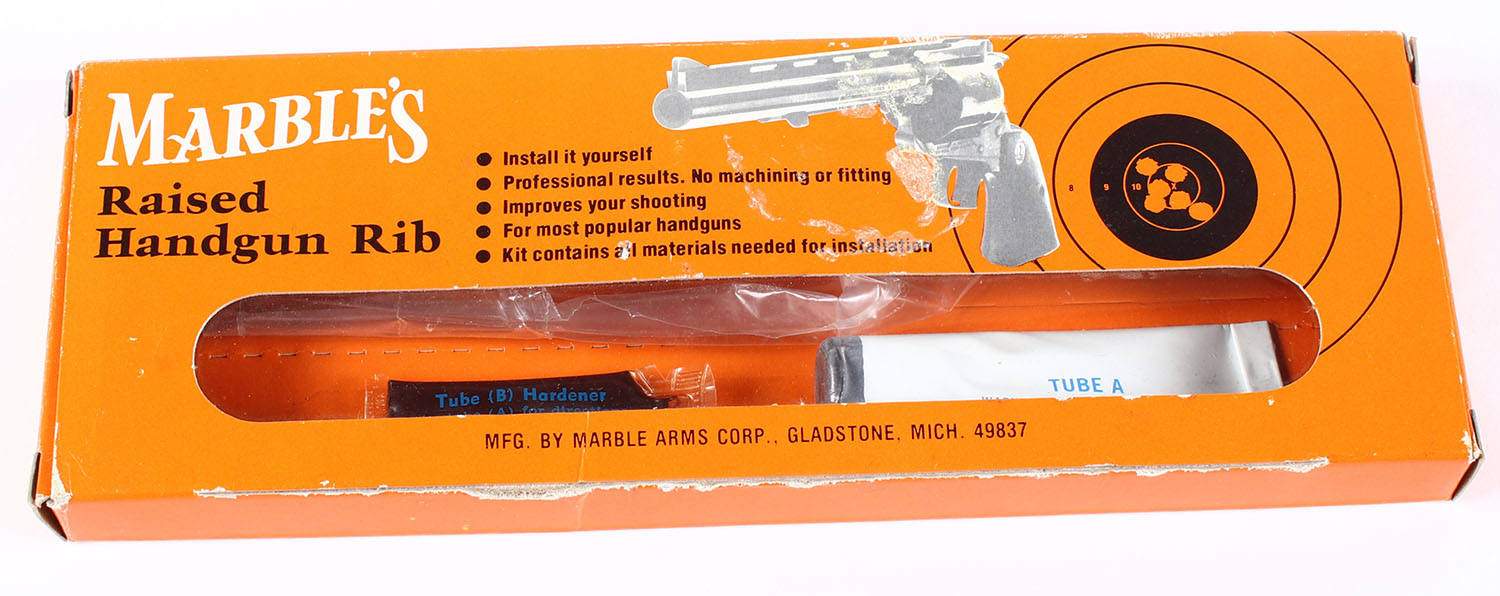 MARBLE'S
Raised
Handgun Rib
● Install it yourself
● Professional results. No machining or fitting
● Improves your shooting
● For most popular handguns
● Kit contains all materials needed for installation
8 9 10
Tube (B) Hardener
(A) for
TUBE A
MFG. BY MARBLE ARMS CORP., GLADSTONE, MICH. 49837